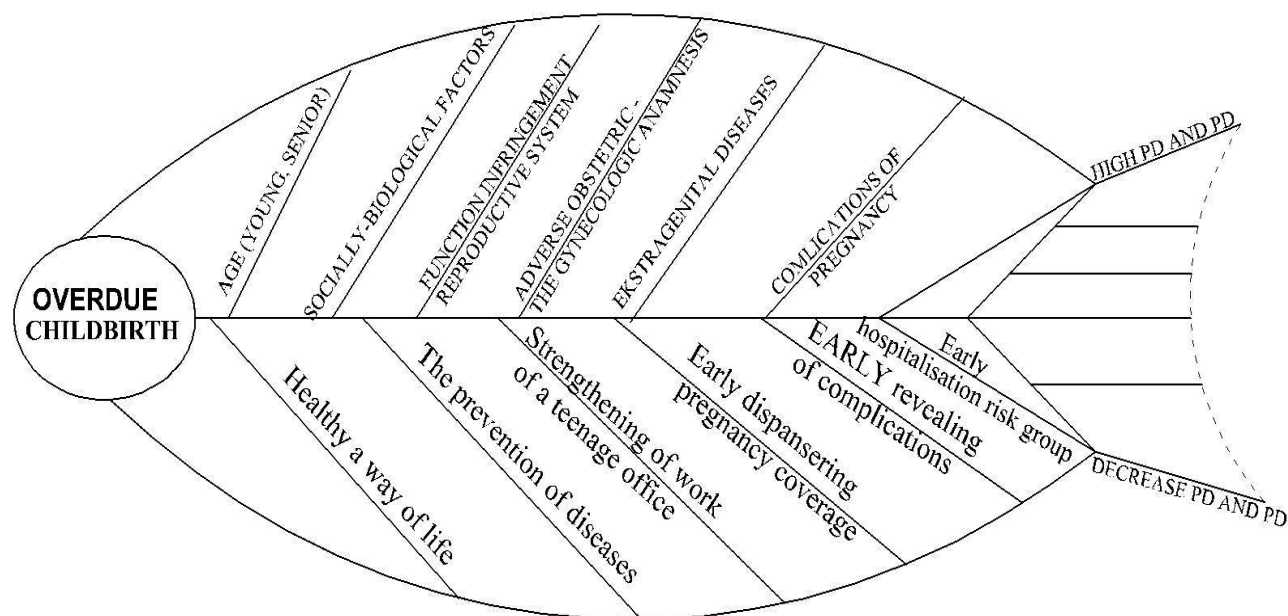 OVERDUE
CHILDBIRTH
AGE (YOUNG, SENIOR)
SOCIALLY-BIOLOGICAL FACTORS
FUNCTION INFRINGEMENT
REPRODUCTIVE SYSTEM
ADVERSE OBSTETRIC -
THE GYNECOLOGIC ANAMNESIS
EKSTRAGENITAL DISEASES
COMLICATIONS OF
PREGNANCY
HIGH PD AND PD
Healthy a way of life
The prevention of diseases
Strengthening of work
of a teenage office
Early dispansering
pregnancy coverage
EARLY revealing
of complications
Early
hospitalisation risk group
DECREASE PD AND PD